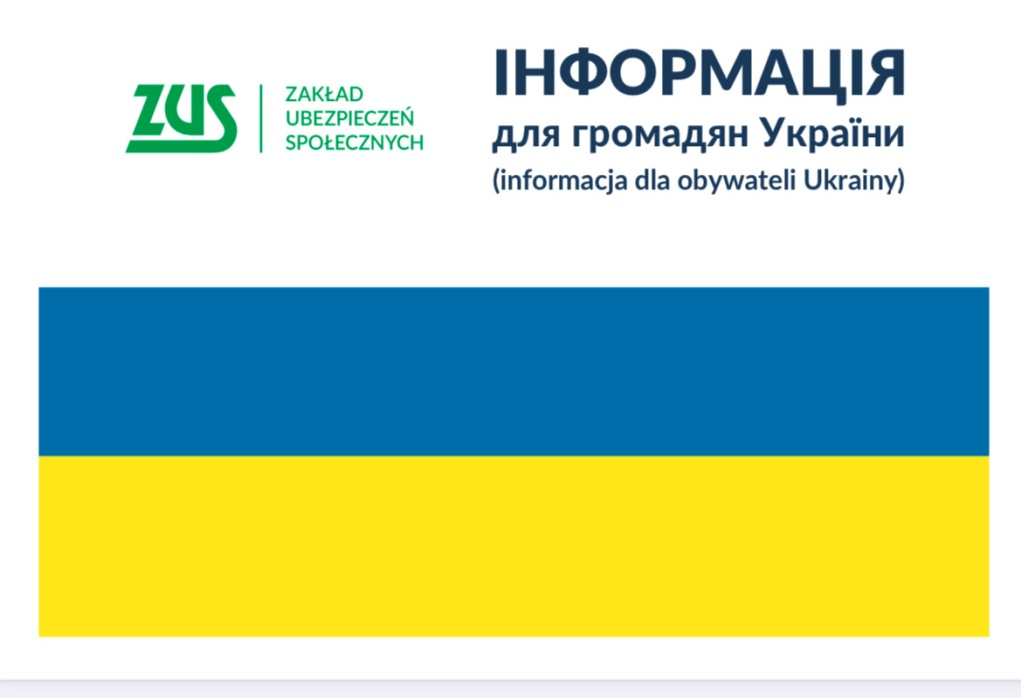 ZUS
ZAKŁAD
UBEZPIECZEŃ
SPOŁECZNYCH
ІНФОРМАЦІЯ
для громадян України
(informacja dla obywateli Ukrainy)